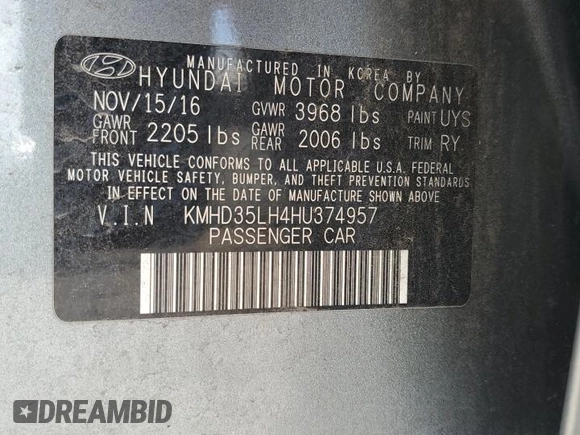 MANUFACTURED IN KOREA BY
HYUNDAI MOTOR COMPANY
NOV/15/16 GVWR 3968 lbs PAINT UYS
GAWR FRONT 2205 lbs GAWR REAR 2006 lbs TRIM RY
THIS VEHICLE CONFORMS TO ALL APPLICABLE U.S.A. FEDERAL
MOTOR VEHICLE SAFETY, BUMPER, AND THEFT PREVENTION STANDARDS
IN EFFECT ON THE DATE OF MANUFACTURE SHOWN ABOVE
V.I.N KMHD35LH4HU374957
PASSENGER CAR
DREAMBID